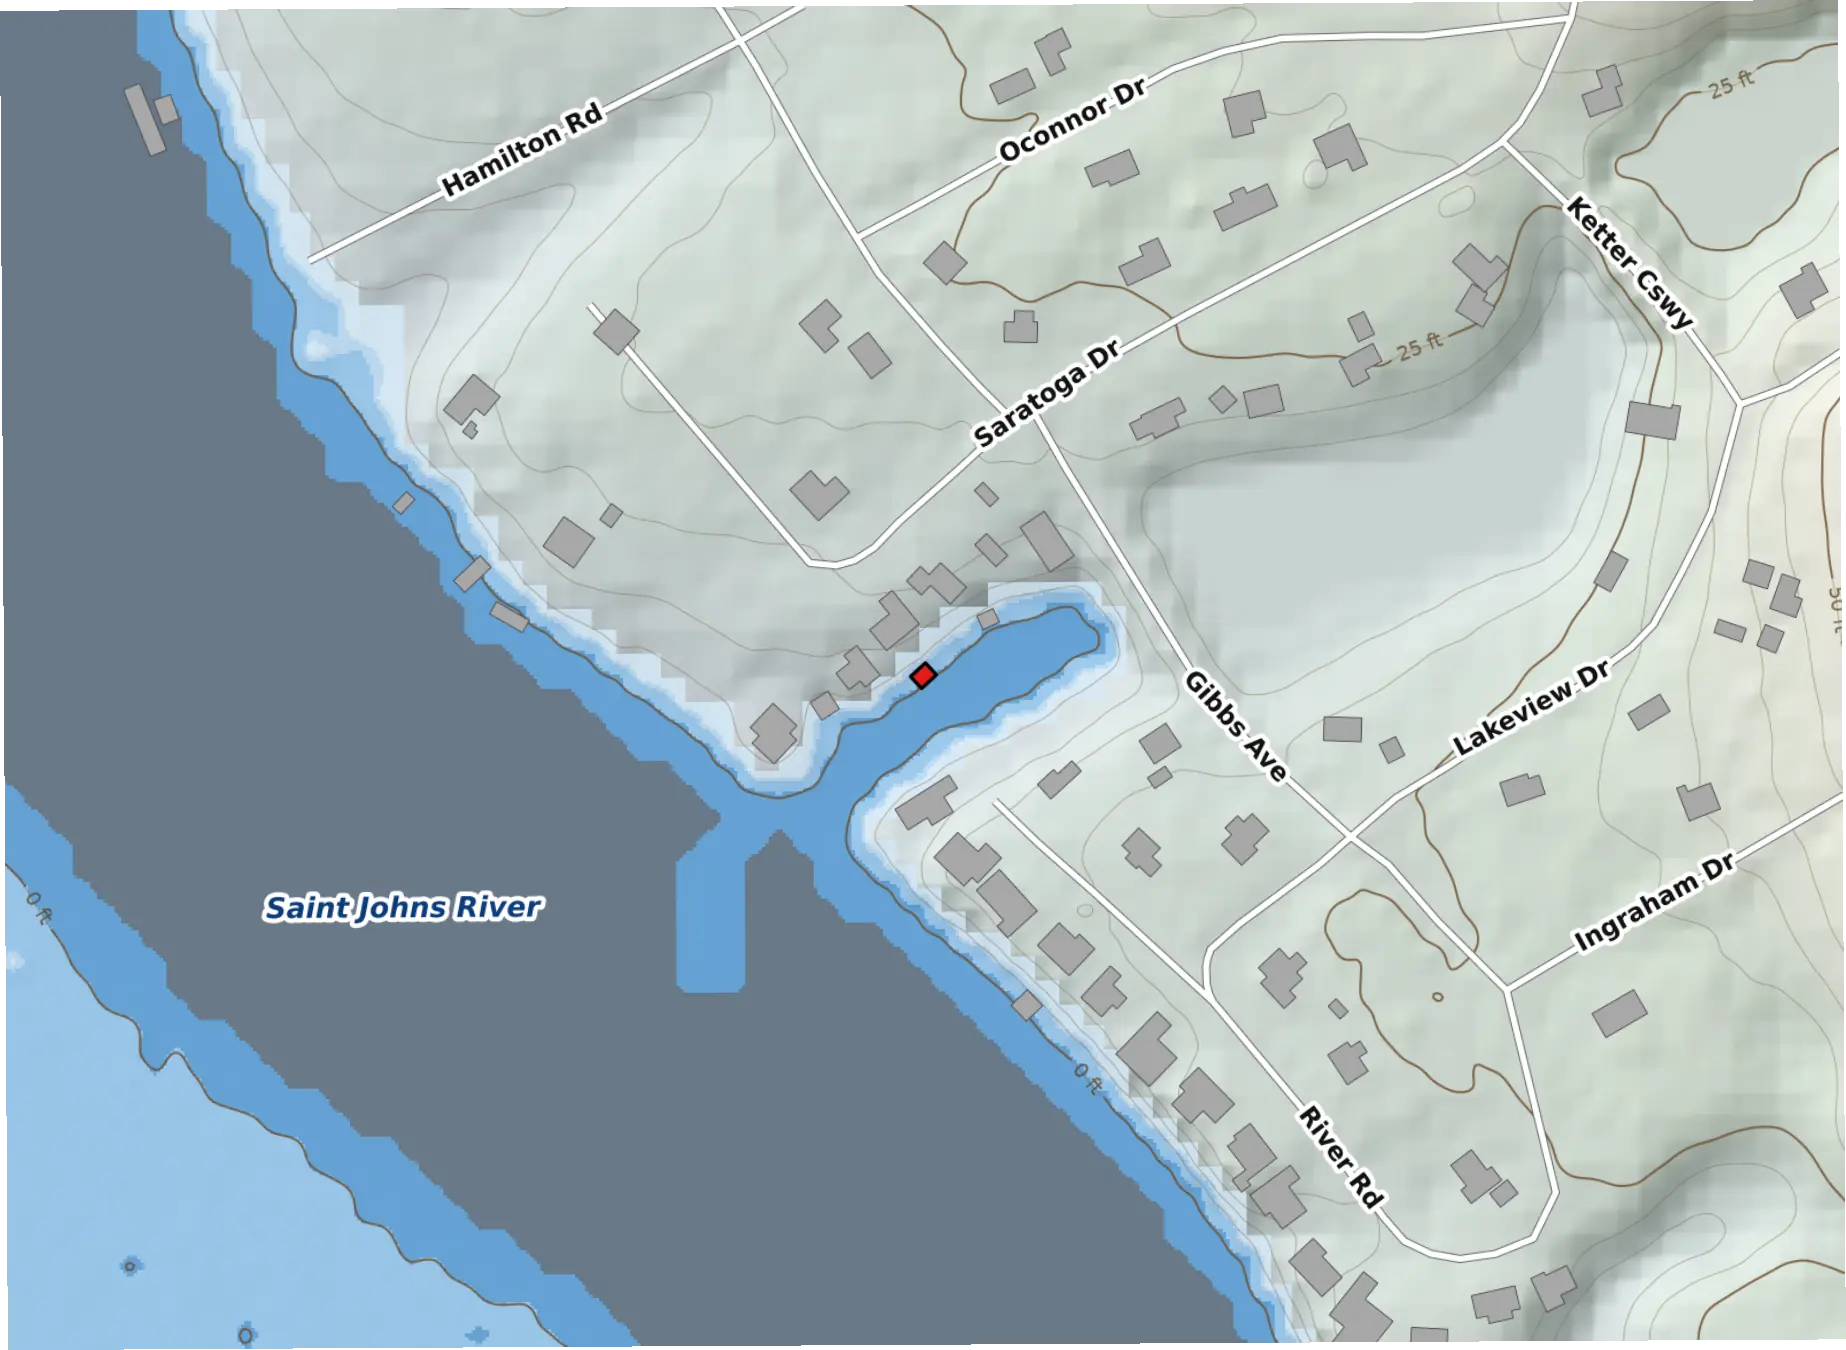 25 ft
Oconnor Dr
Hamilton Rd
Ketter Cswy
25 ft
Saratoga Dr
50 ft
Gibbs Ave
Lakeview Dr
Ingraham Dr
Saint Johns River
0 ft
0 ft
River Rd